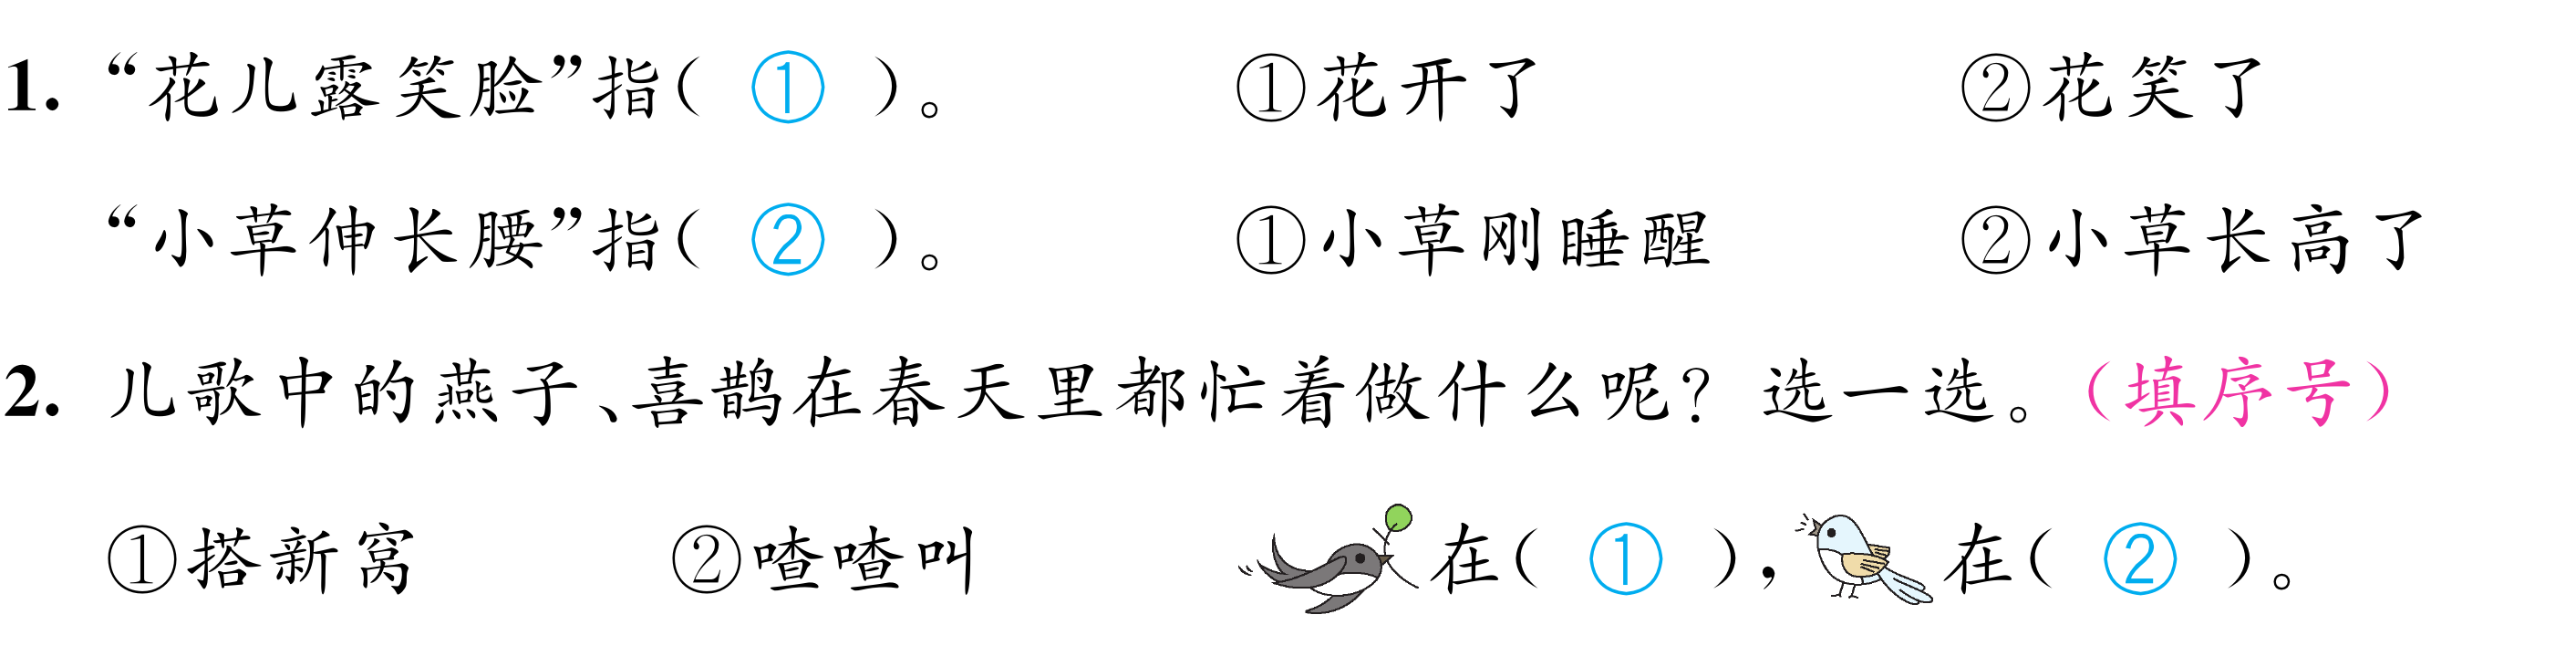 1. “花儿露笑脸”指( ① )。 ①花开了 ②花笑了
“小草伸长腰”指( ② )。 ①小草刚睡醒 ②小草长高了
2. 儿歌中的燕子、喜鹊在春天里都忙着做什么呢？选一选。(填序号)
①搭新窝 ②喳喳叫 在( ① ), 在( ② )。